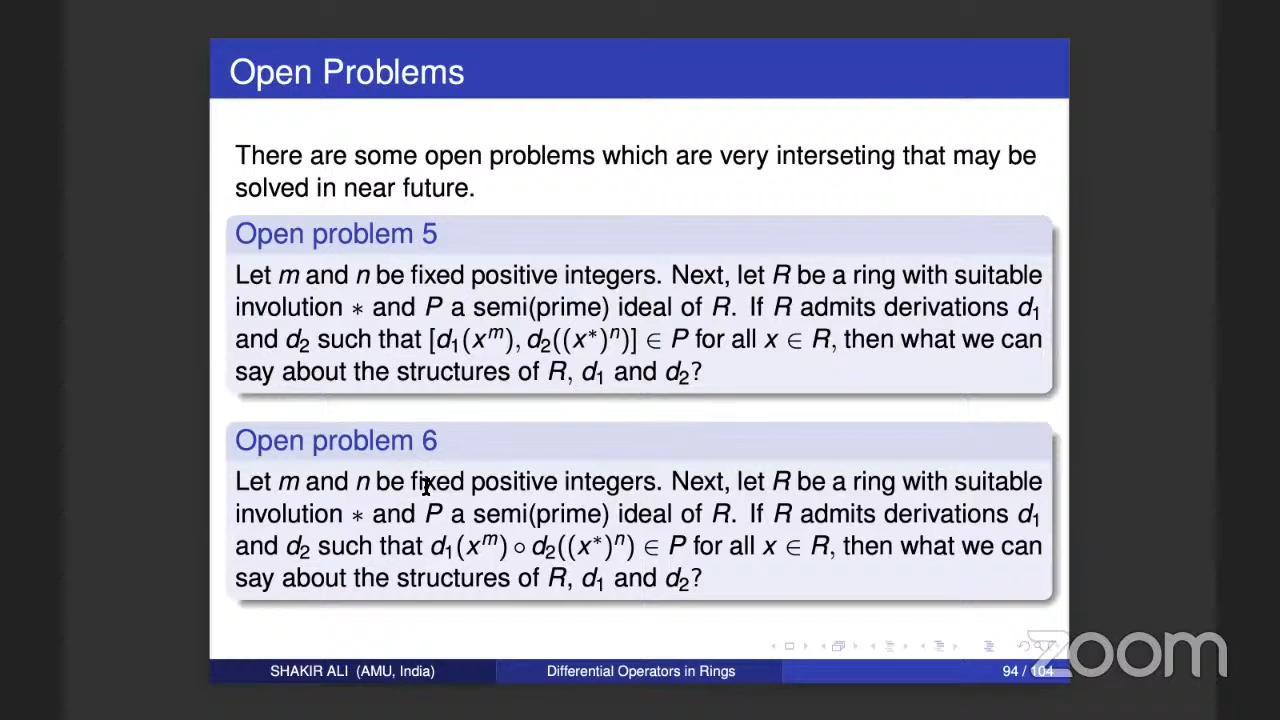 Open Problems
There are some open problems which are very interseting that may be
solved in near future.
Open problem 5
Let m and n be fixed positive integers. Next, let R be a ring with suitable
involution ∗ and P a semi(prime) ideal of R. If R admits derivations d₁
and d₂ such that [d₁(xᵐ), d₂((x*)ⁿ)] ∈ P for all x ∈ R, then what we can
say about the structures of R, d₁ and d₂?
Open problem 6
Let m and n be fixed positive integers. Next, let R be a ring with suitable
involution ∗ and P a semi(prime) ideal of R. If R admits derivations d₁
and d₂ such that d₁(xᵐ) ∘ d₂((x*)ⁿ) ∈ P for all x ∈ R, then what we can
say about the structures of R, d₁ and d₂?
SHAKIR ALI (AMU, India) Differential Operators in Rings 94 / 104
zoom